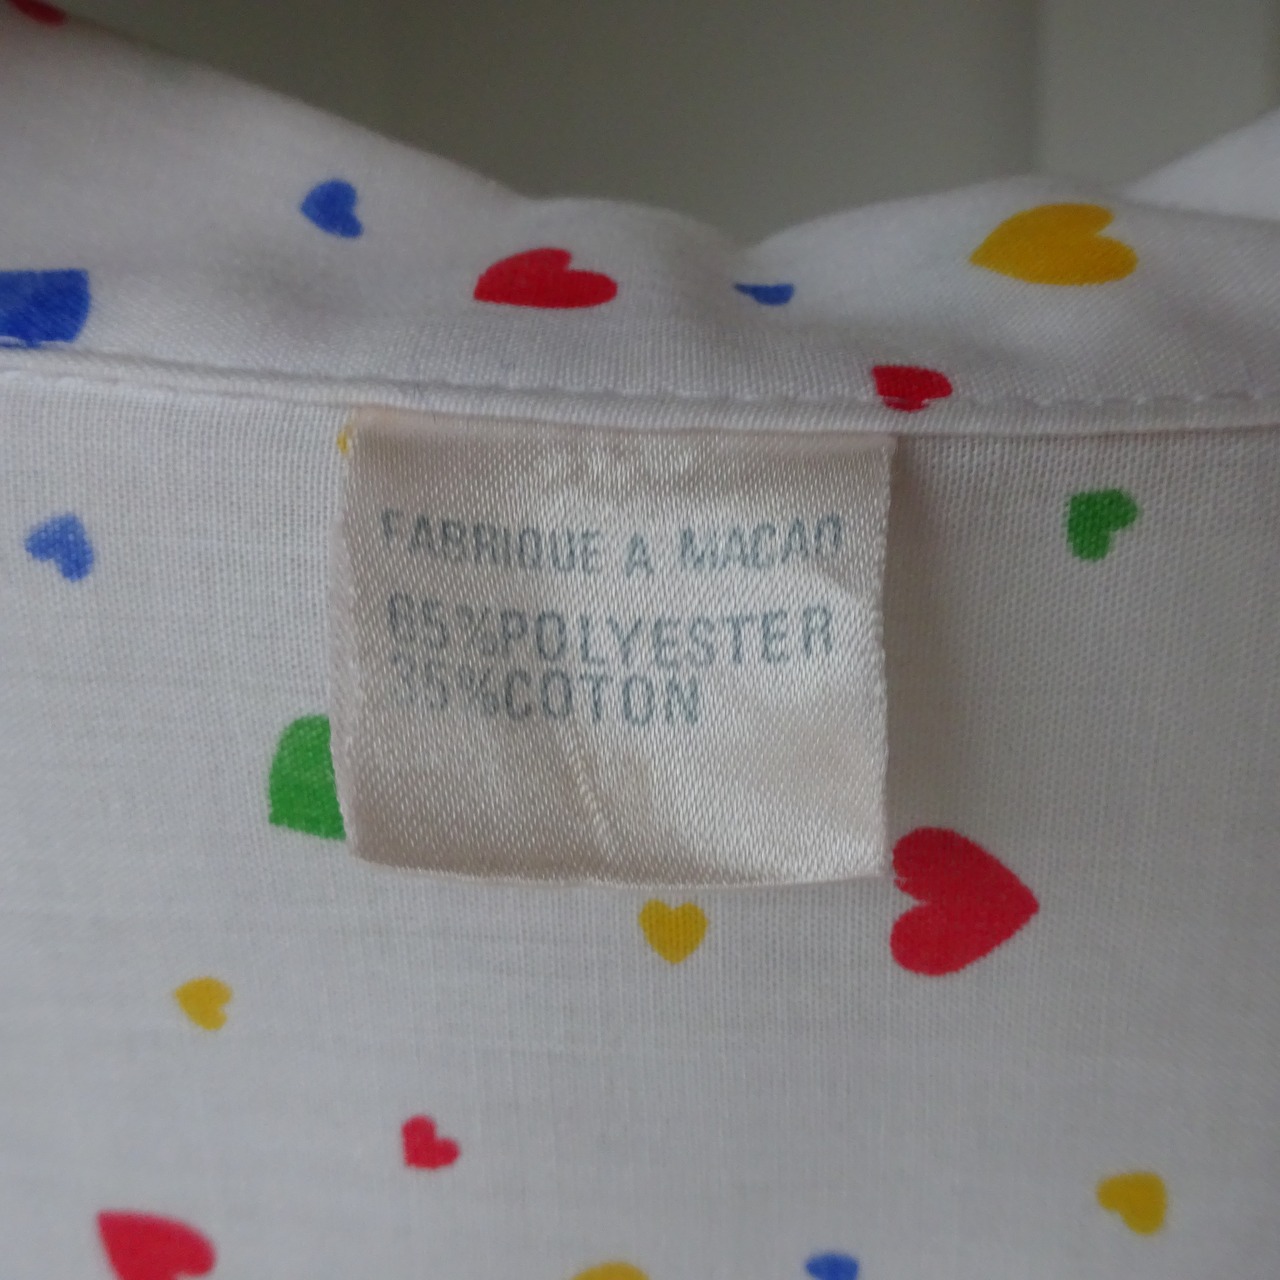 FABRIQUE A MACAO
65%POLYESTER
35%COTON